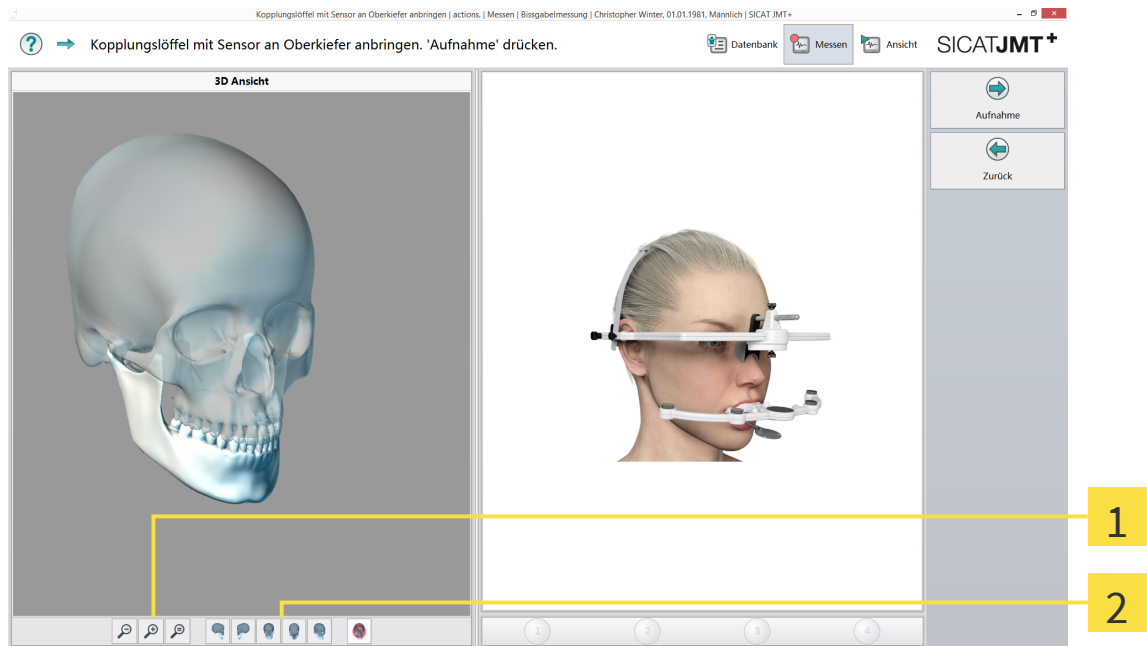 Kopplungslöffel mit Sensor an Oberkiefer anbringen | actions. | Messen | Bissgabelmessung | Christopher Winter, 01.01.1981, Männlich | SICAT JMT+
? Kopplungslöffel mit Sensor an Oberkiefer anbringen. 'Aufnahme' drücken.
Datenbank
Messen
Ansicht
SICATJMT+
3D Ansicht
Aufnahme
Zurück
1
2
1 2 3 4